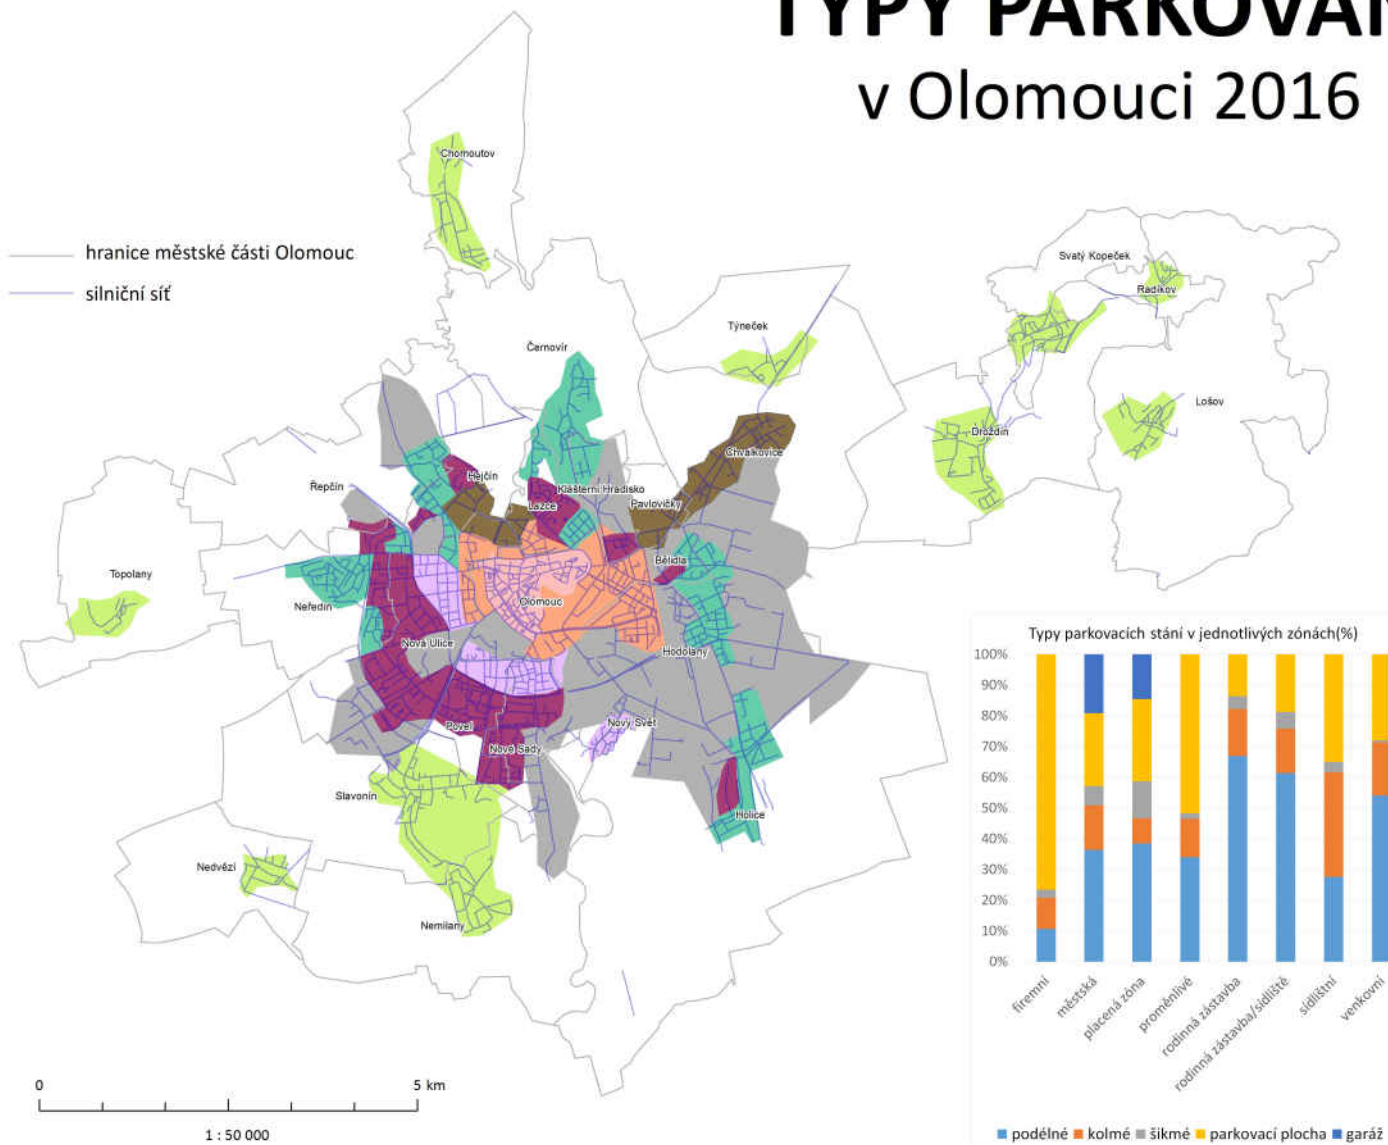 TYPY PARKOVÁN
v Olomouci 2016
hranice městské části Olomouc
silniční síť
Chomoutov
Svatý Kopeček
Radíkov
Týneček
Černovír
Lošov
Droždín
Chválkovice
Hejčín
Klášterní Hradisko
Řepčín
Lazce
Pavlovičky
Bělidla
Topolany
Neředín
Olomouc
Nová Ulice
Hodolany
Povel
Nový Svět
Nové Sady
Slavonín
Holice
Nedvězí
Nemilany
Typy parkovacích stání v jednotlivých zónách(%)
100%
90%
80%
70%
60%
50%
40%
30%
20%
10%
0%
firemní
městská
placená zóna
proměnlivé
rodinná zástavba
rodinná zástavba/sídliště
sídlištní
venkovní
podélné kolmé šikmé parkovací plocha garáž
0 5 km
1 : 50 000